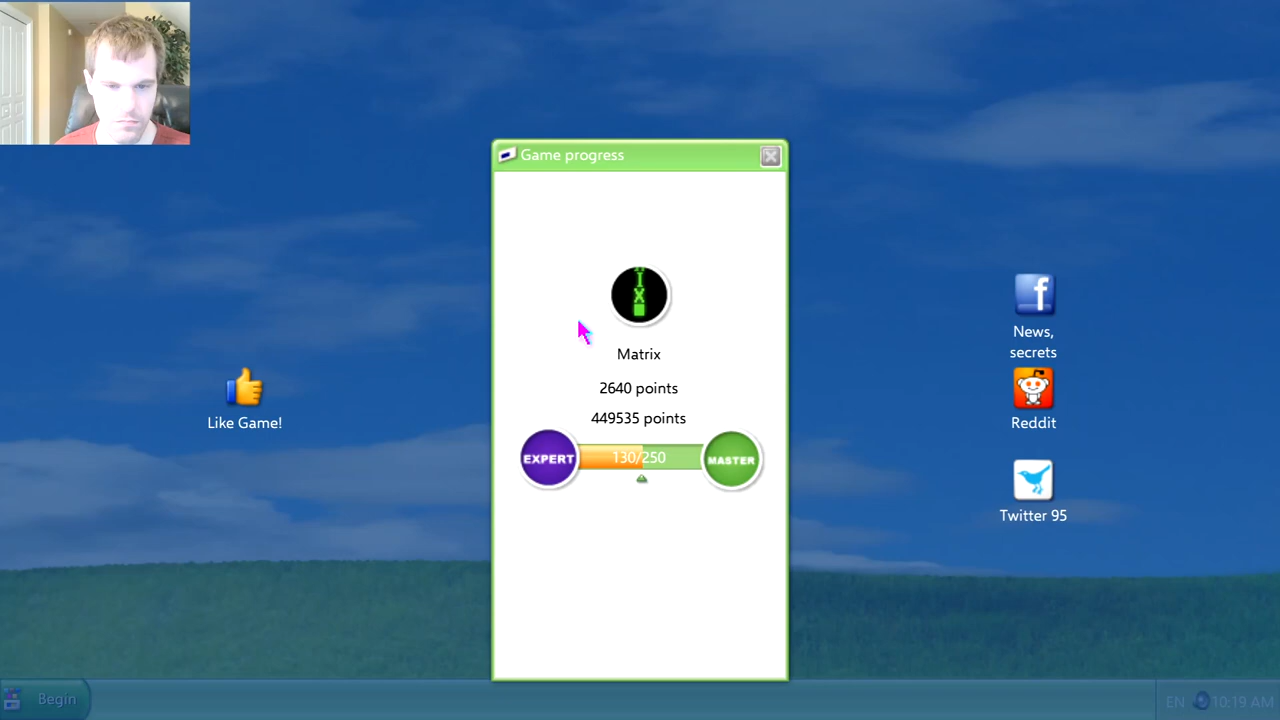 Game progress
I
X
Matrix
2640 points
449535 points
EXPERT
130/250
MASTER
Like Game!
News,
secrets
Reddit
Twitter 95
Begin
EN
10:19 AM